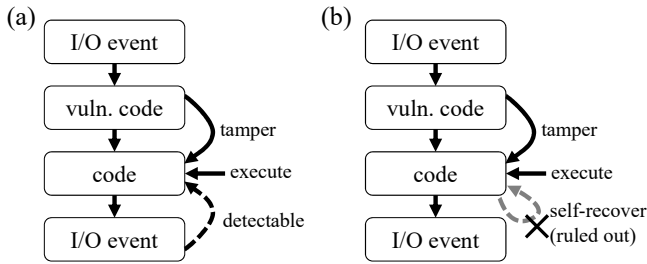 (a)
I/O event
vuln. code
tamper
code
execute
detectable
I/O event
(b)
I/O event
vuln. code
tamper
code
execute
self-recover
(ruled out)
I/O event